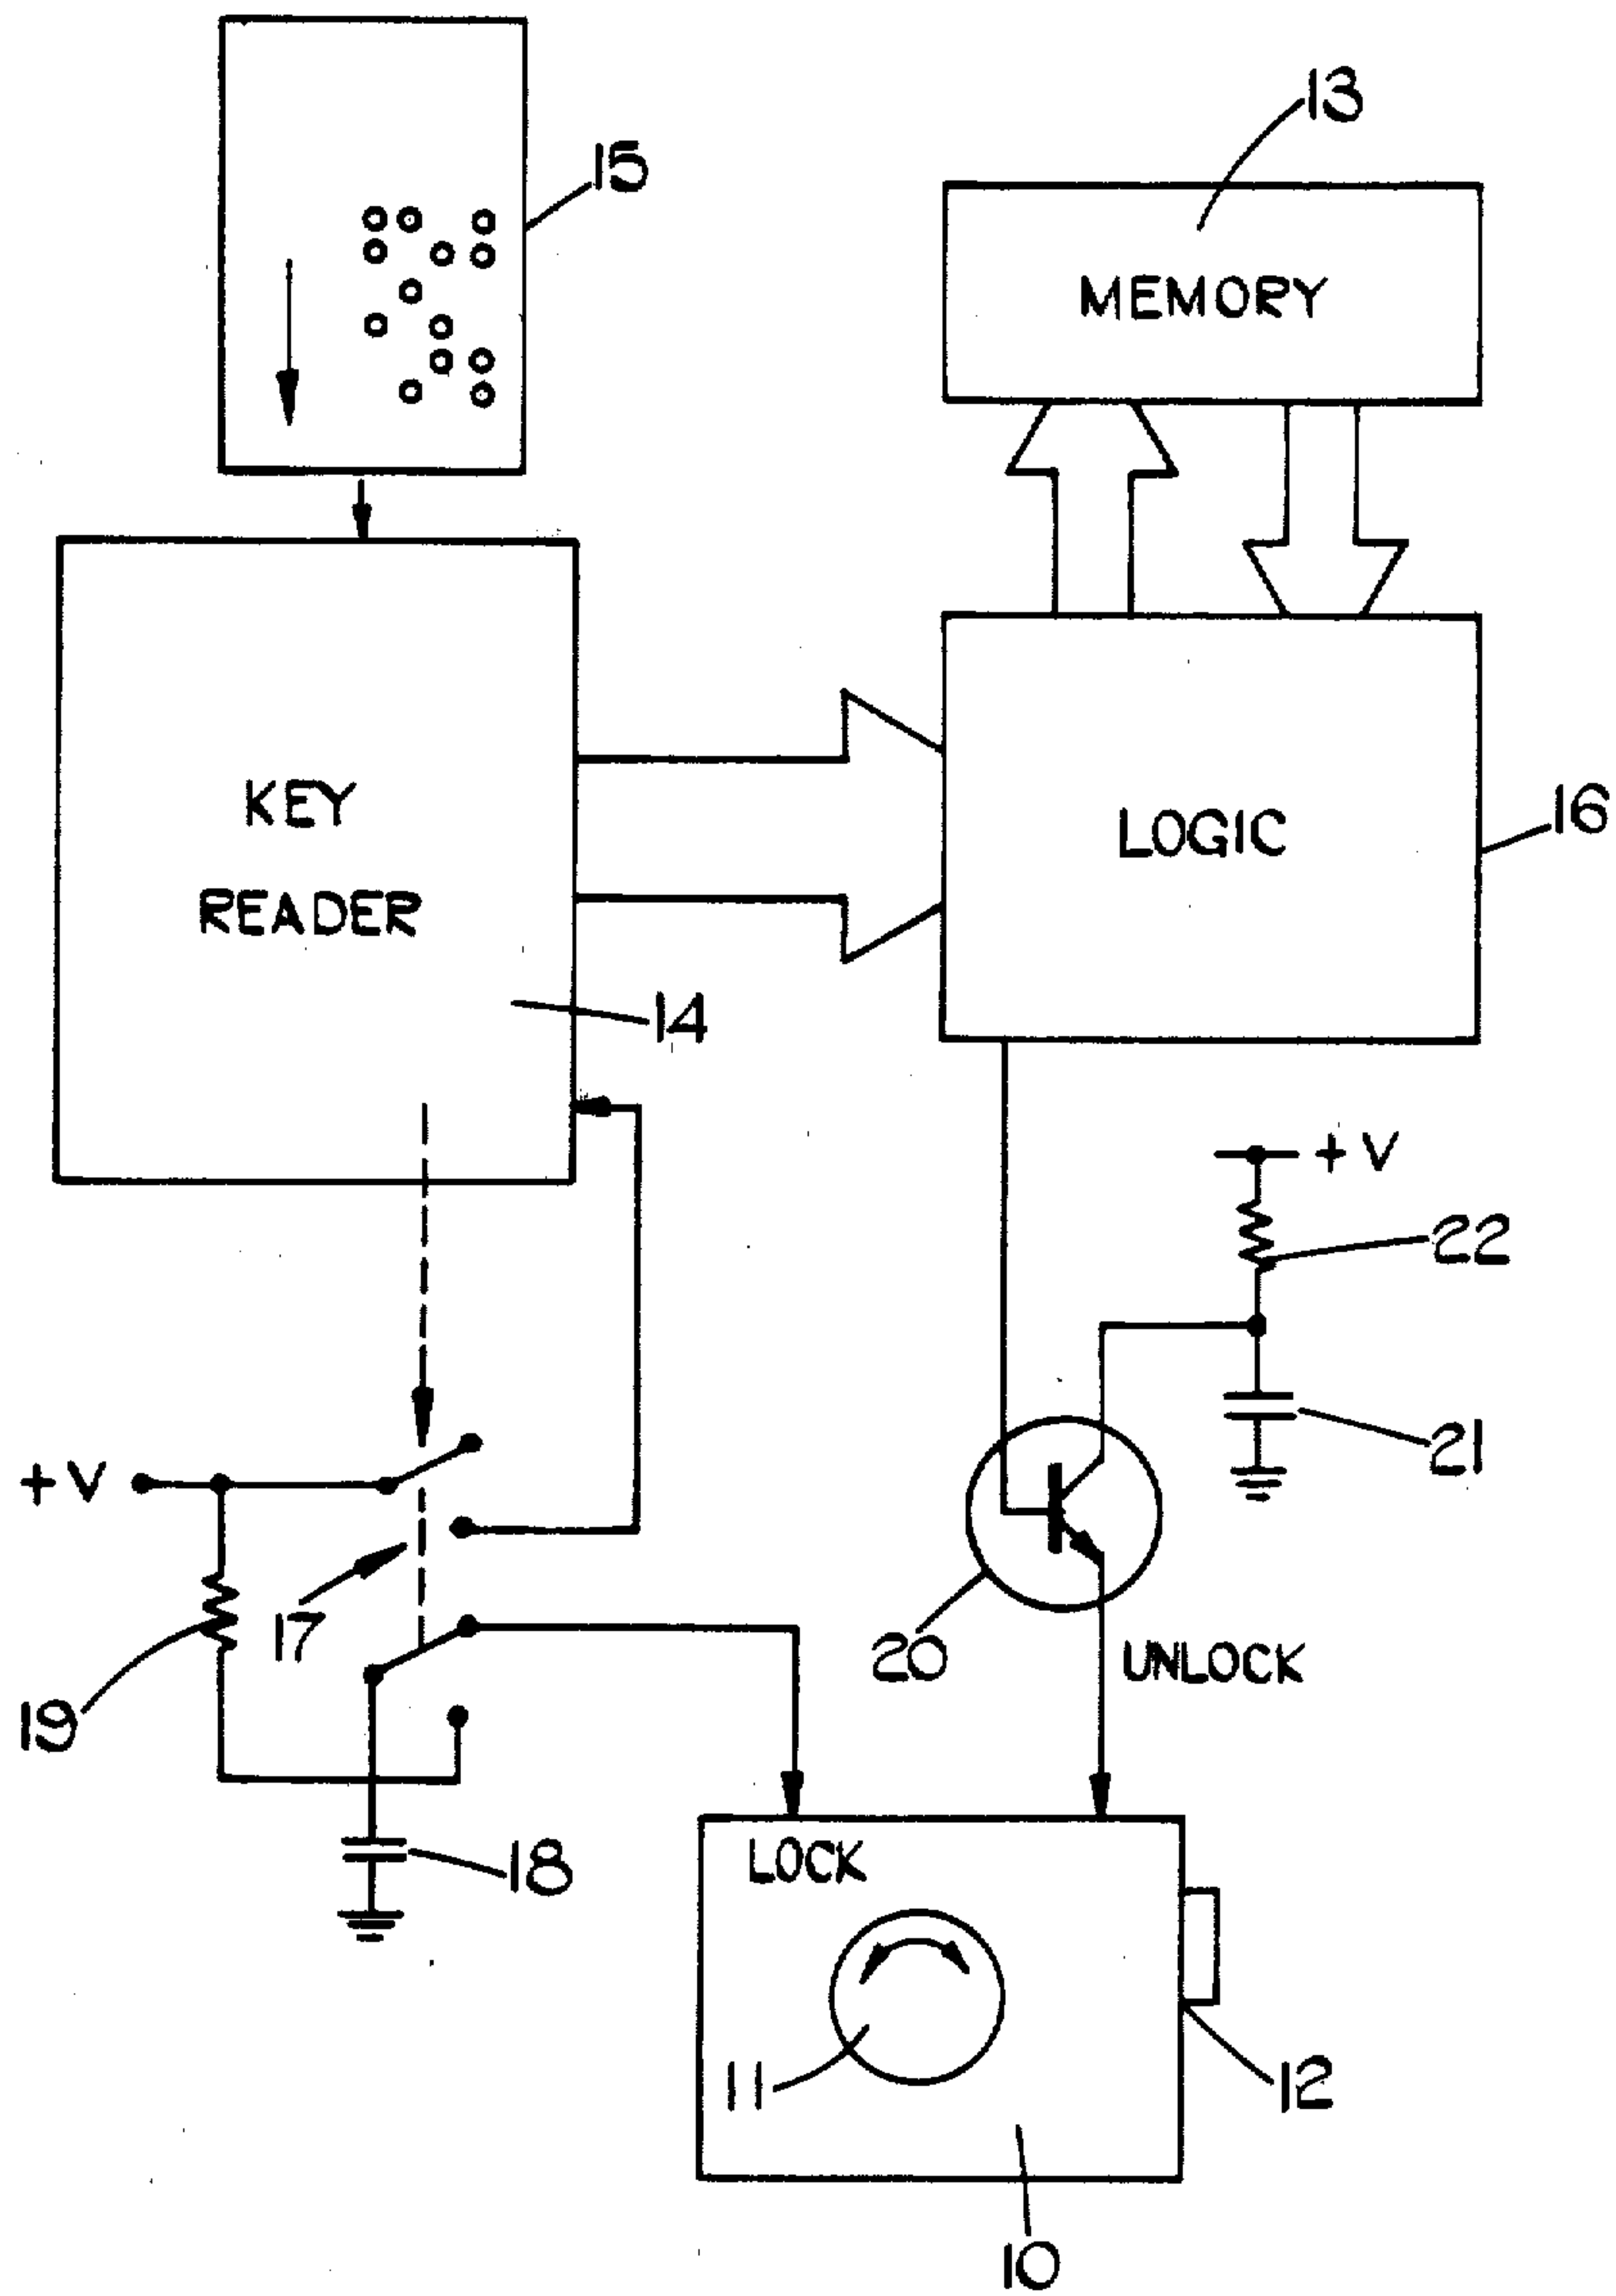 13
15
MEMORY
16
KEY
READER
LOGIC
14
+V
22
21
+V
17
20
UNLOCK
19
18
LOCK
11
12
10